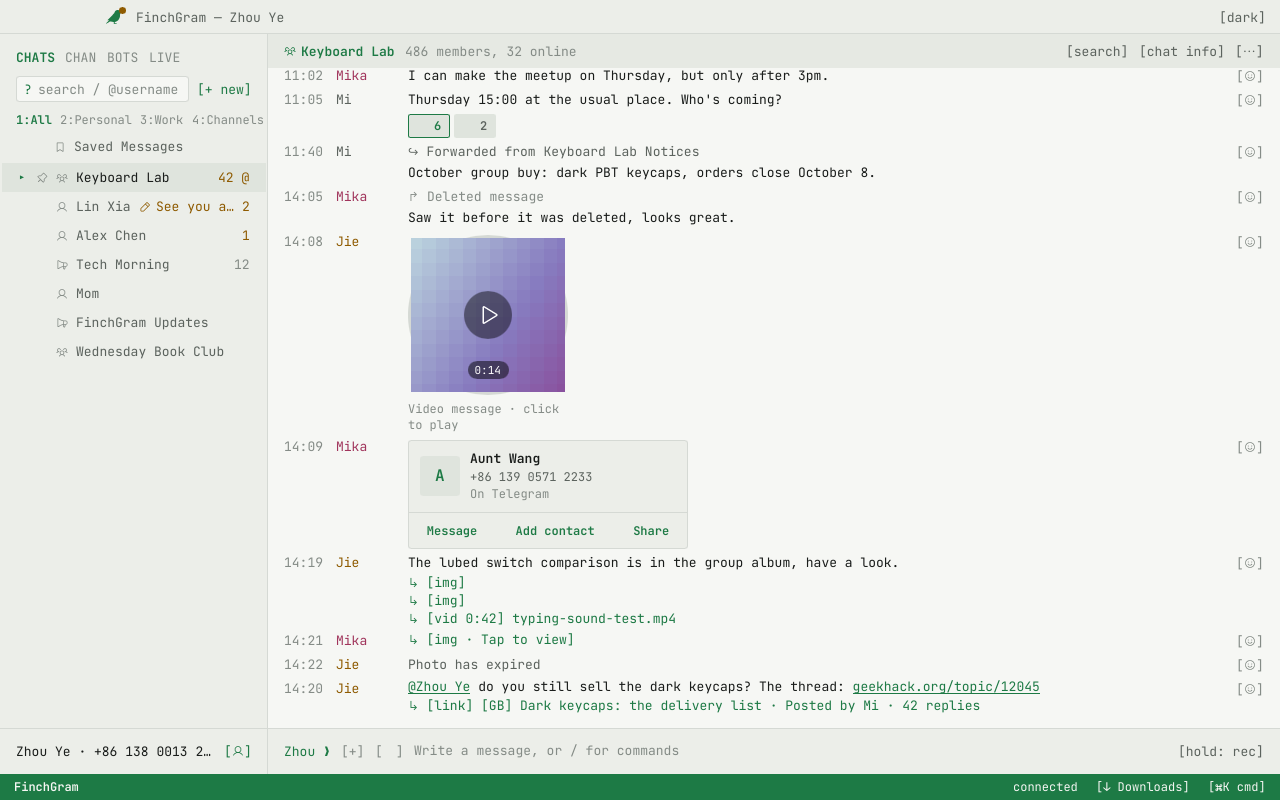 FinchGram — Zhou Ye
[dark]
CHATS CHAN BOTS LIVE
? search / @username [+ new]
1:All 2:Personal 3:Work 4:Channels
Saved Messages
Keyboard Lab 42 @
Lin Xia See you a… 2
Alex Chen 1
Tech Morning 12
Mom
FinchGram Updates
Wednesday Book Club
Zhou Ye · +86 138 0013 2…
Keyboard Lab 486 members, 32 online
[search] [chat info] [···]
11:02 Mika I can make the meetup on Thursday, but only after 3pm.
11:05 Mi Thursday 15:00 at the usual place. Who's coming?
6 2
11:40 Mi ↪ Forwarded from Keyboard Lab Notices
October group buy: dark PBT keycaps, orders close October 8.
14:05 Mika ↱ Deleted message
Saw it before it was deleted, looks great.
14:08 Jie
0:14
Video message · click
to play
14:09 Mika
A
Aunt Wang
+86 139 0571 2233
On Telegram
Message Add contact Share
14:19 Jie The lubed switch comparison is in the group album, have a look.
↳ [img]
↳ [img]
↳ [vid 0:42] typing-sound-test.mp4
14:21 Mika ↳ [img · Tap to view]
14:22 Jie Photo has expired
14:20 Jie @Zhou Ye do you still sell the dark keycaps? The thread: geekhack.org/topic/12045
↳ [link] [GB] Dark keycaps: the delivery list · Posted by Mi · 42 replies
Zhou ❱ [+] [ ] Write a message, or / for commands
[hold: rec]
FinchGram
connected [↓ Downloads] [⌘K cmd]